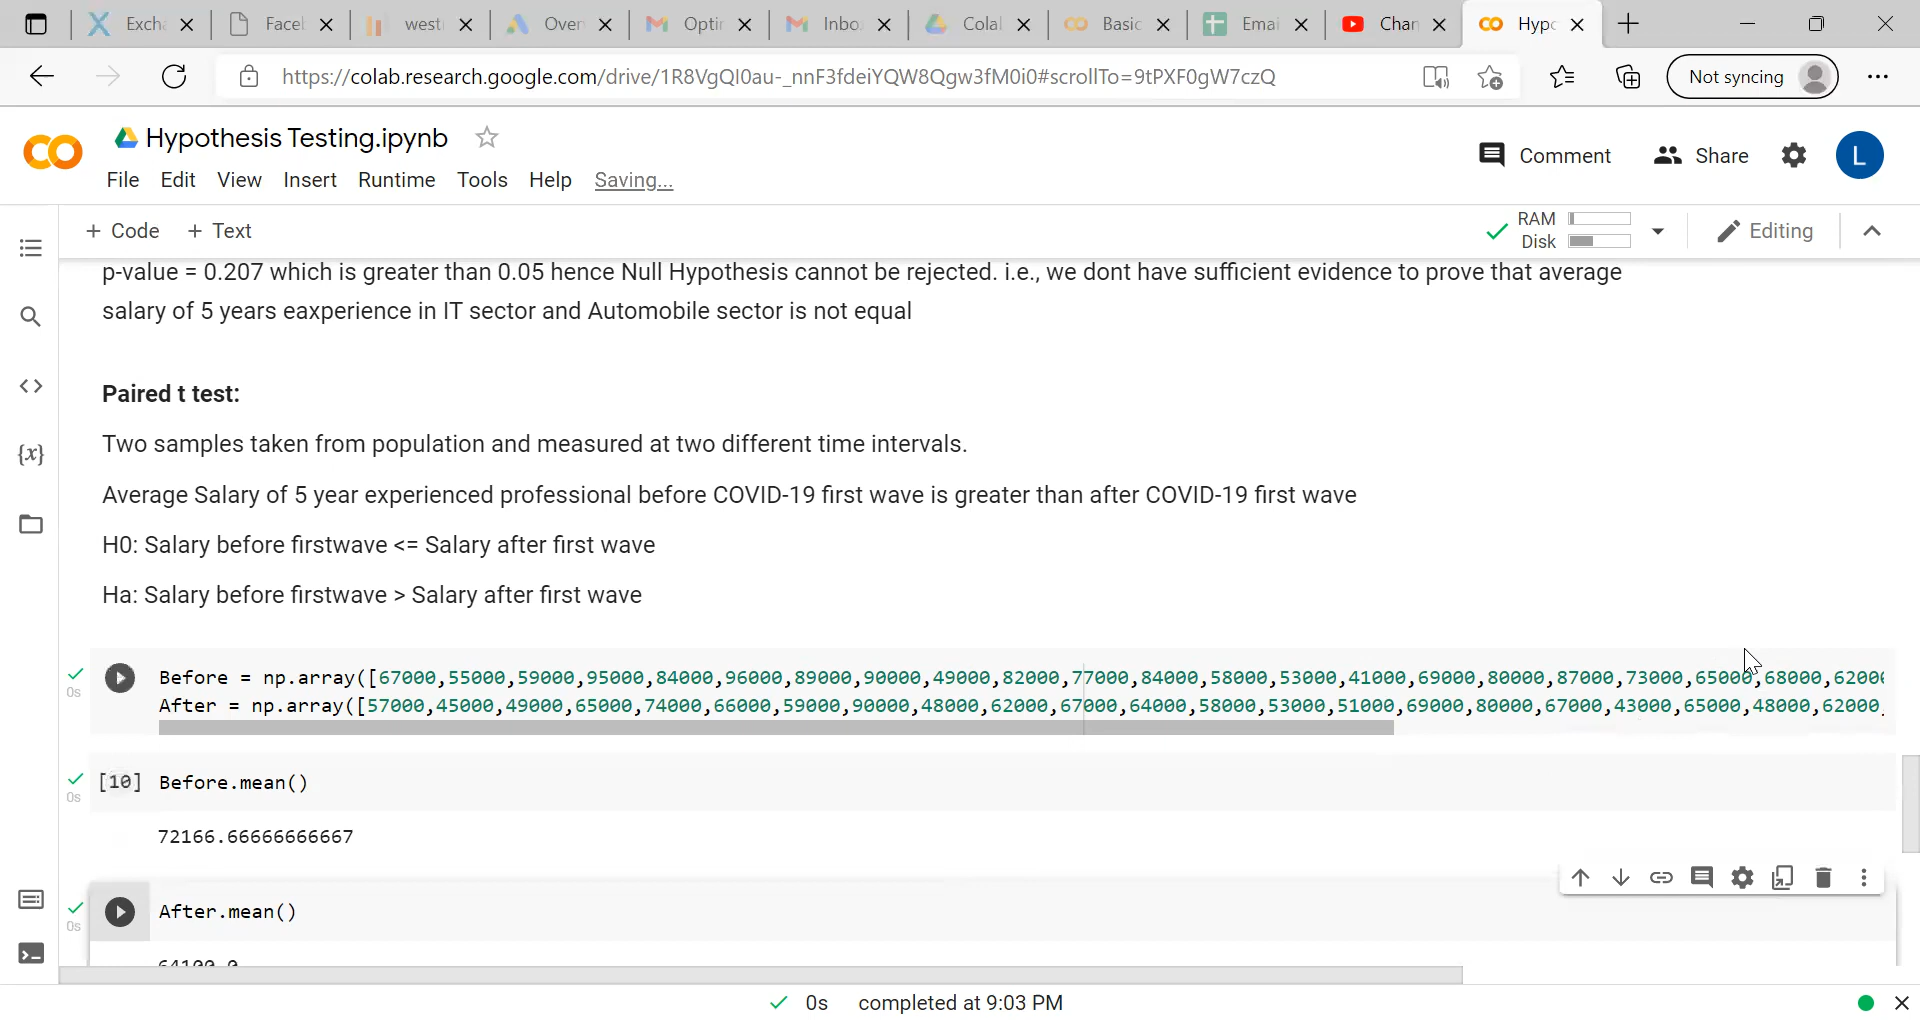 Exch
Faceb
west
Over
Optir
Inbo
Colal
Basic
Emai
Chan
Hypo
https://colab.research.google.com/drive/1R8VgQI0au-_nnF3fdeiYQW8Qgw3fM0i0#scrollTo=9tPXF0gW7czQ
Not syncing
Hypothesis Testing.ipynb
Comment
Share
L
File Edit View Insert Runtime Tools Help Saving...
+ Code + Text
RAM
Disk
Editing
p-value = 0.207 which is greater than 0.05 hence Null Hypothesis cannot be rejected. i.e., we dont have sufficient evidence to prove that average
salary of 5 years eaxperience in IT sector and Automobile sector is not equal
Paired t test:
Two samples taken from population and measured at two different time intervals.
Average Salary of 5 year experienced professional before COVID-19 first wave is greater than after COVID-19 first wave
H0: Salary before firstwave <= Salary after first wave
Ha: Salary before firstwave > Salary after first wave
0s
Before = np.array([67000,55000,59000,95000,84000,96000,89000,90000,49000,82000,77000,84000,58000,53000,41000,69000,80000,87000,73000,65000,68000,62000
After = np.array([57000,45000,49000,65000,74000,66000,59000,90000,48000,62000,67000,64000,58000,53000,51000,69000,80000,67000,43000,65000,48000,62000,
[10] Before.mean()
0s
72166.66666666667
After.mean()
0s
64100.0
0s completed at 9:03 PM